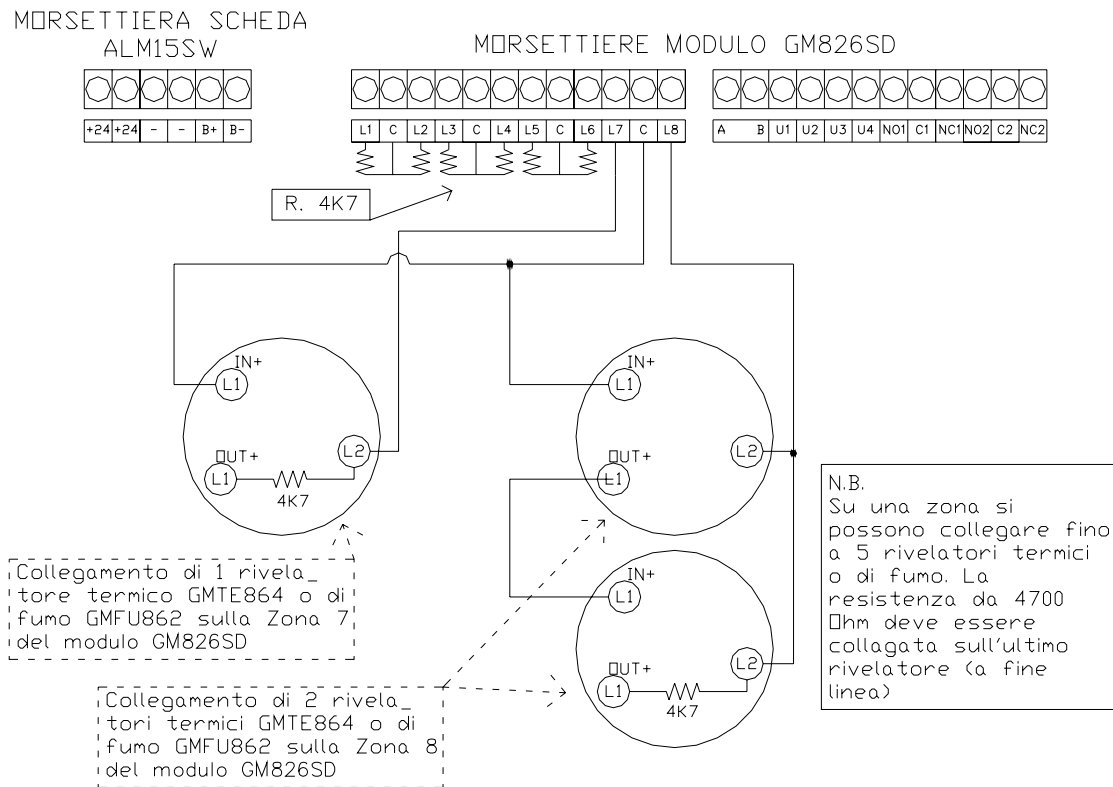 MORSETTIERA SCHEDA
ALM15SW
MORSETTIERE MODULO GM826SD
+24 +24 - - B+ B-
L1 C L2 L3 C L4 L5 C L6 L7 C L8
A B U1 U2 U3 U4 NO1 C1 NC1 NO2 C2 NC2
R. 4K7
IN+
L1
L2
OUT+
L1
4K7
IN+
L1
L2
OUT+
L1
IN+
L1
L2
OUT+
L1
4K7
Collegamento di 1 rivela_
tore termico GMTE864 o di
fumo GMFU862 sulla Zona 7
del modulo GM826SD
Collegamento di 2 rivela_
tori termici GMTE864 o di
fumo GMFU862 sulla Zona 8
del modulo GM826SD
N.B.
Su una zona si
possono collegare fino
a 5 rivelatori termici
o di fumo. La
resistenza da 4700
Ohm deve essere
collagata sull'ultimo
rivelatore (a fine
linea)